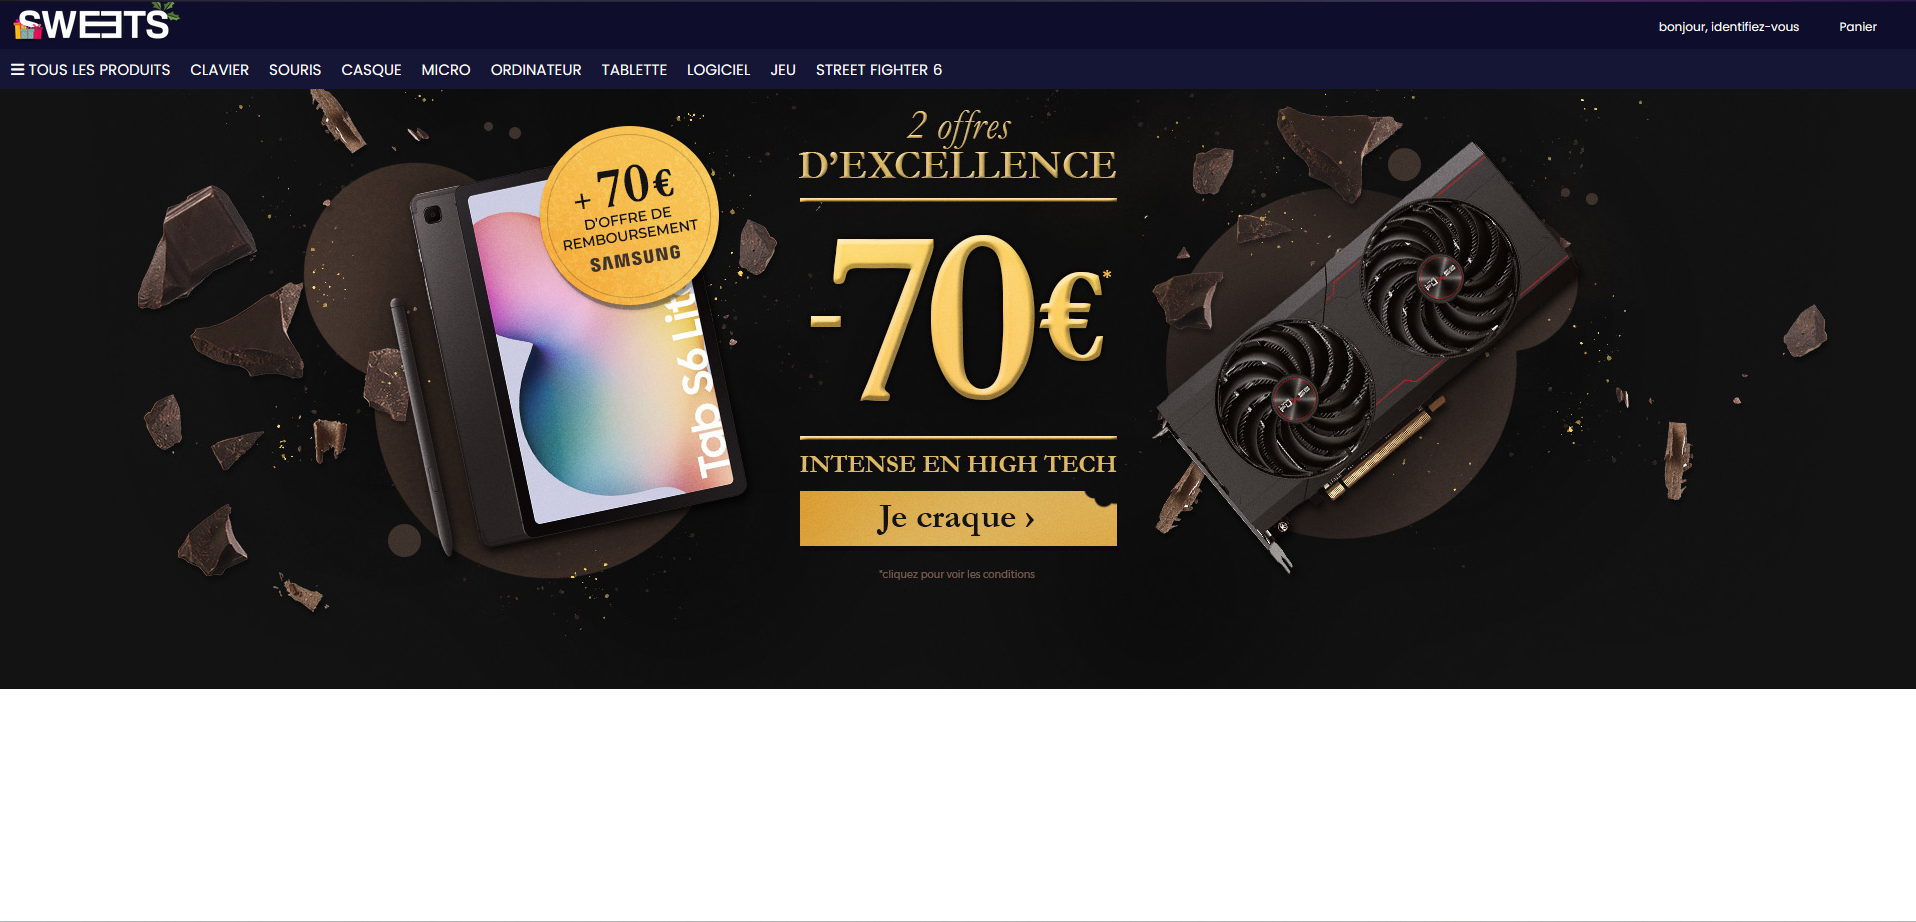 SWEETS
bonjour, identifiez-vous
Panier
TOUS LES PRODUITS CLAVIER SOURIS CASQUE MICRO ORDINATEUR TABLETTE LOGICIEL JEU STREET FIGHTER 6
+ 70€
D'OFFRE DE
REMBOURSEMENT
SAMSUNG
Tab S6 Lite
2 offres
D'EXCELLENCE
-70€*
INTENSE EN HIGH TECH
Je craque ›
*cliquez pour voir les conditions